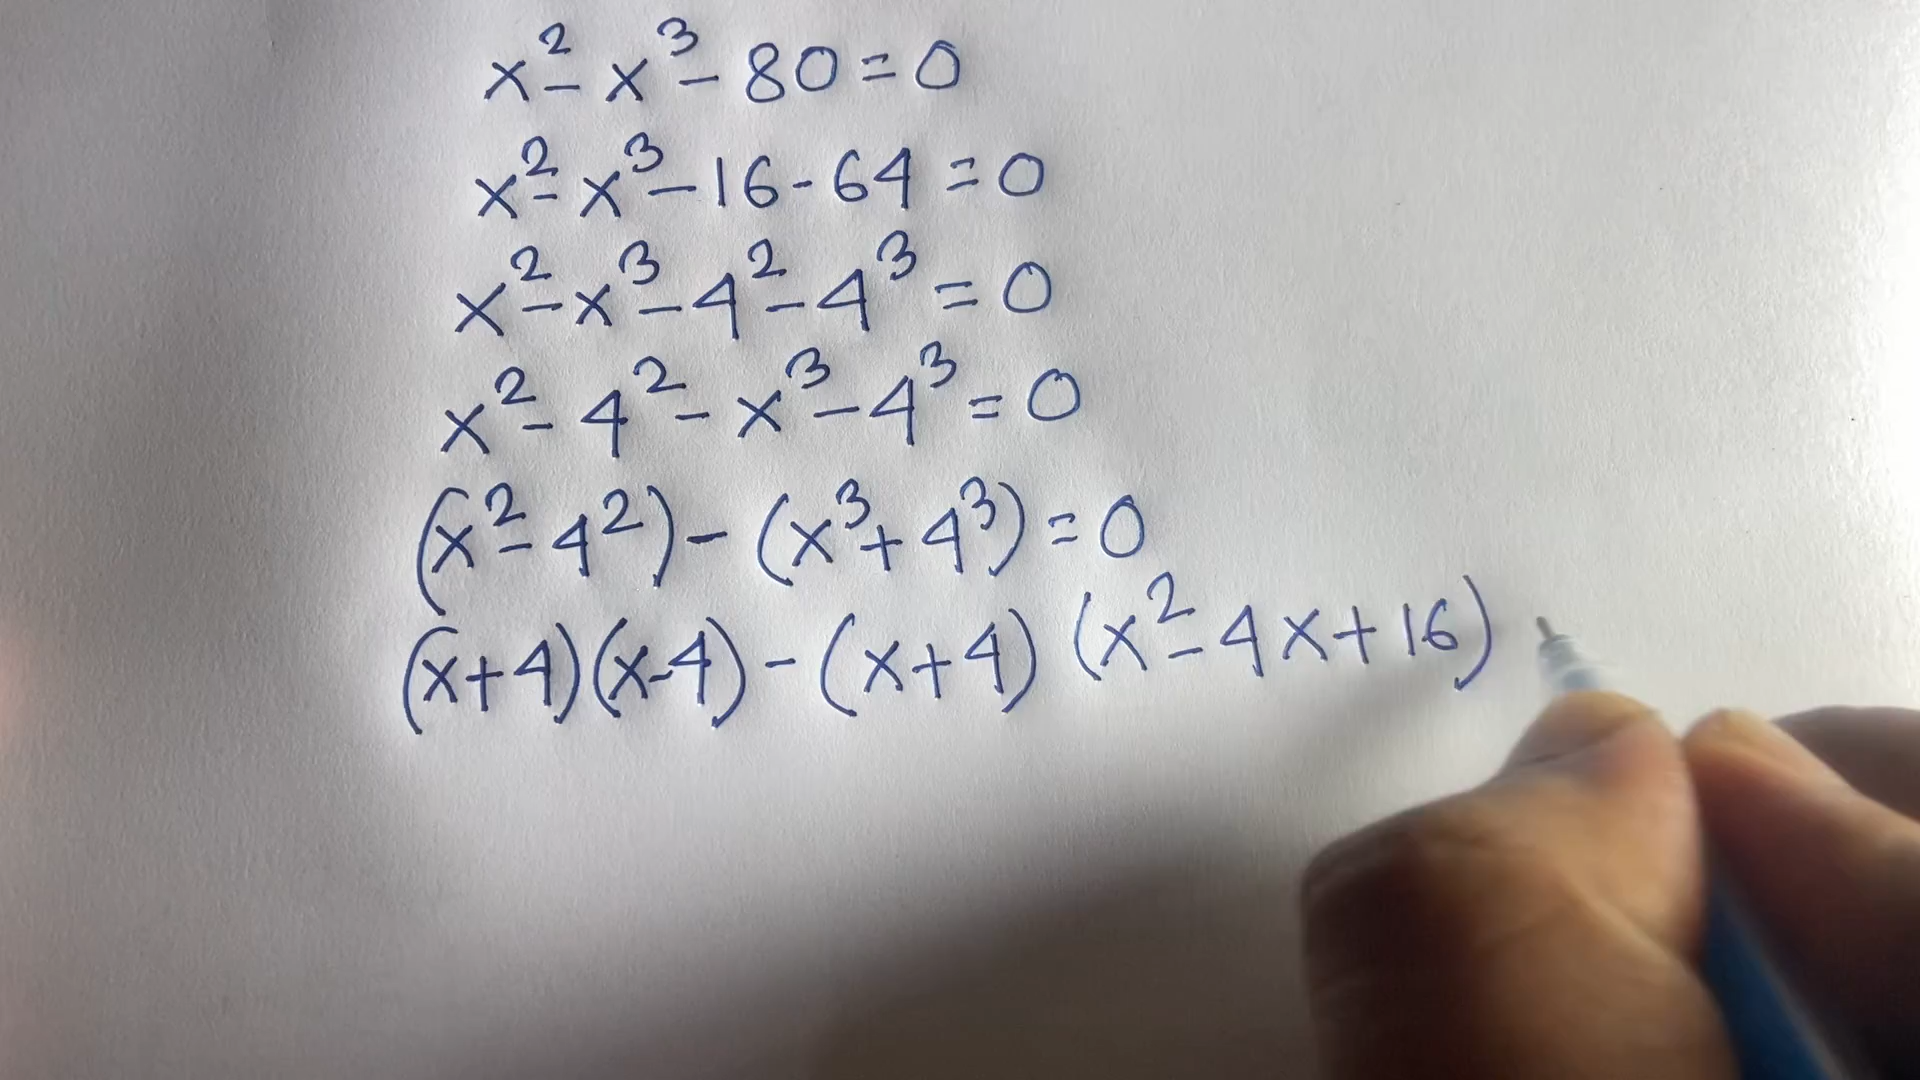 x² - x³ - 80 = 0
x² - x³ - 16 - 64 = 0
x² - x³ - 4² - 4³ = 0
x² - 4² - x³ - 4³ = 0
(x² - 4²) - (x³ + 4³) = 0
(x+4)(x-4) - (x+4)(x² - 4x + 16)